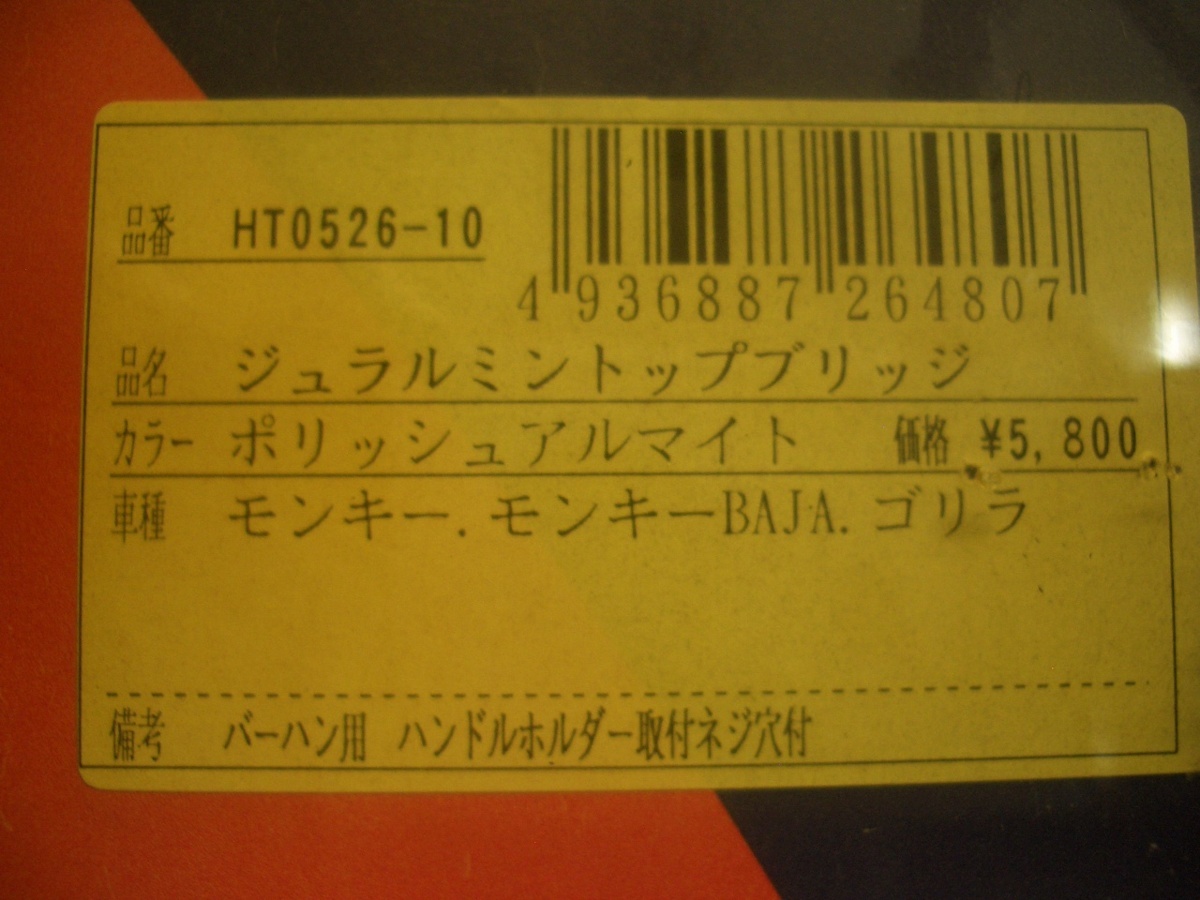 品番 HT0526-10
4 936887 264807
品名 ジュラルミントップブリッジ
カラー ポリッシュアルマイト 価格 ¥5,800
車種 モンキー.モンキーBAJA.ゴリラ
備考 バーハン用 ハンドルホルダー取付ネジ穴付